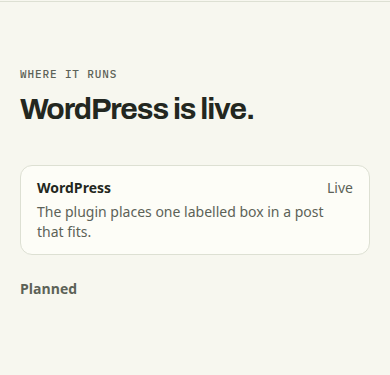 WHERE IT RUNS
WordPress is live.
WordPress
Live
The plugin places one labelled box in a post
that fits.
Planned